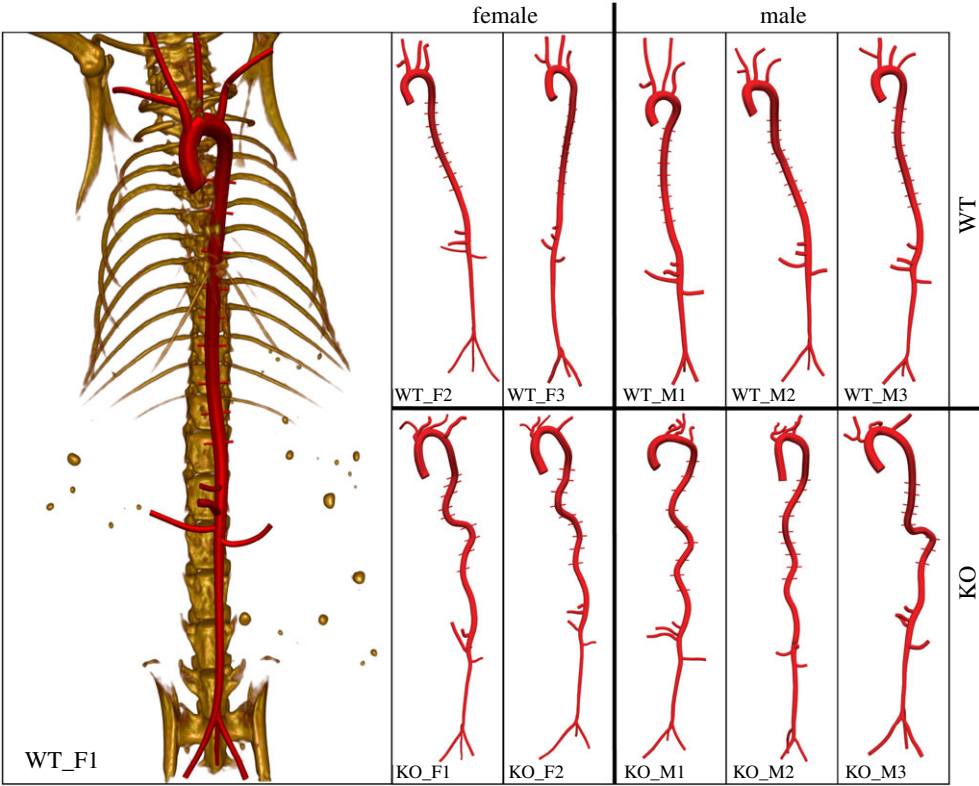 female
male
WT_F1
WT_F2
WT_F3
WT_M1
WT_M2
WT_M3
WT
KO_F1
KO_F2
KO_M1
KO_M2
KO_M3
KO